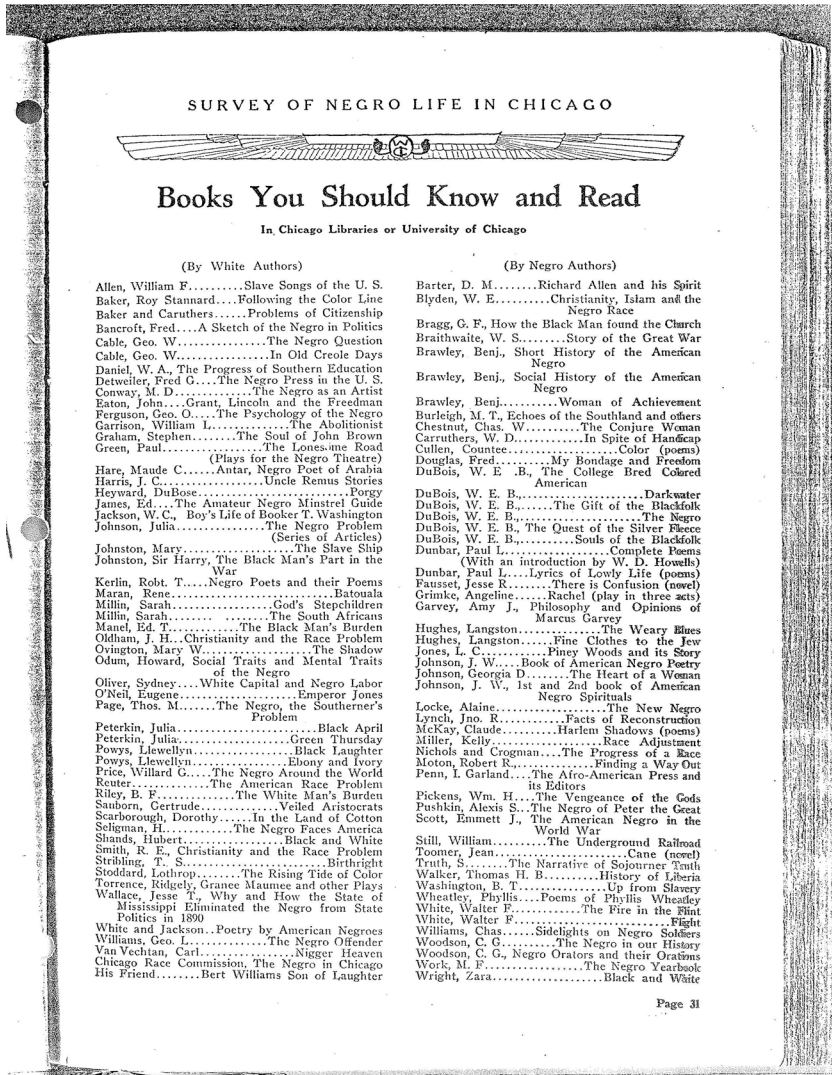 SURVEY OF NEGRO LIFE IN CHICAGO
Books You Should Know and Read
In Chicago Libraries or University of Chicago
(By White Authors)
Allen, William F..........Slave Songs of the U. S.
Baker, Roy Stannard....Following the Color Line
Baker and Caruthers......Problems of Citizenship
Bancroft, Fred....A Sketch of the Negro in Politics
Cable, Geo. W................The Negro Question
Cable, Geo. W................In Old Creole Days
Daniel, W. A., The Progress of Southern Education
Detweiler, Fred G....The Negro Press in the U. S.
Conway, M. D.............The Negro as an Artist
Eaton, John....Grant, Lincoln and the Freedman
Ferguson, Geo. O.....The Psychology of the Negro
Garrison, William L..............The Abolitionist
Graham, Stephen........The Soul of John Brown
Green, Paul.................The Lonesime Road
(Plays for the Negro Theatre)
Hare, Maude C......Antar, Negro Poet of Arabia
Harris, J. C................Uncle Remus Stories
Heyward, DuBose...........................Porgy
James, Ed....The Amateur Negro Minstrel Guide
Jackson, W. C., Boy's Life of Booker T. Washington
Johnson, Julia................The Negro Problem
(Series of Articles)
Johnston, Mary....................The Slave Ship
Johnston, Sir Harry, The Black Man's Part in the
War
Kerlin, Robt. T.....Negro Poets and their Poems
Maran, Rene.............................Batouala
Millin, Sarah..................God's Stepchildren
Millin, Sarah........ ........The South Africans
Manel, Ed. T............The Black Man's Burden
Oldham, J. H...Christianity and the Race Problem
Ovington, Mary W....................The Shadow
Odum, Howard, Social Traits and Mental Traits
of the Negro
Oliver, Sydney....White Capital and Negro Labor
O'Neil, Eugene.....................Emperor Jones
Page, Thos. M.......The Negro, the Southerner's
Problem
Peterkin, Julia.........................Black April
Peterkin, Julia....................Green Thursday
Powys, Llewellyn..................Black Laughter
Powys, Llewellyn.................Ebony and Ivory
Price, Willard G.....The Negro Around the World
Reuter..............The American Race Problem
Riley, B. F.............The White Man's Burden
Sanborn, Gertrude.............Veiled Aristocrats
Scarborough, Dorothy......In the Land of Cotton
Seligman, H............The Negro Faces America
Shands, Hubert..................Black and White
Smith, R. E., Christianity and the Race Problem
Stribling, T. S.........................Birthright
Stoddard, Lothrop........The Rising Tide of Color
Torrence, Ridgely, Granee Maumee and other Plays
Wallace, Jesse T., Why and How the State of
Mississippi Eliminated the Negro from State
Politics in 1890
White and Jackson..Poetry by American Negroes
Williams, Geo. L..............The Negro Offender
Van Vechtan, Carl.................Nigger Heaven
Chicago Race Commission, The Negro in Chicago
His Friend........Bert Williams Son of Laughter
(By Negro Authors)
Barter, D. M........Richard Allen and his Spirit
Blyden, W. E..........Christianity, Islam and the
Negro Race
Bragg, G. F., How the Black Man found the Church
Braithwaite, W. S.........Story of the Great War
Brawley, Benj., Short History of the American
Negro
Brawley, Benj., Social History of the American
Negro
Brawley, Benj..........Woman of Achievement
Burleigh, M. T., Echoes of the Southland and others
Chestnut, Chas. W..........The Conjure Woman
Carruthers, W. D............In Spite of Handicap
Cullen, Countee....................Color (poems)
Douglas, Fred..........My Bondage and Freedom
DuBois, W. E .B., The College Bred Colored
American
DuBois, W. E. B.,......................Darkwater
DuBois, W. E. B.,......The Gift of the Blackfolk
DuBois, W. E. B.,.....................The Negro
DuBois, W. E. B., The Quest of the Silver Fleece
DuBois, W. E. B.,..........Souls of the Blackfolk
Dunbar, Paul L...................Complete Poems
(With an introduction by W. D. Howells)
Dunbar, Paul L....Lyrics of Lowly Life (poems)
Fausset, Jesse R........There is Confusion (novel)
Grimke, Angeline......Rachel (play in three acts)
Garvey, Amy J., Philosophy and Opinions of
Marcus Garvey
Hughes, Langston...............The Weary Blues
Hughes, Langston......Fine Clothes to the Jew
Jones, L. C............Piney Woods and its Story
Johnson, J. W.....Book of American Negro Poetry
Johnson, Georgia D........The Heart of a Woman
Johnson, J. W., 1st and 2nd book of American
Negro Spirituals
Locke, Alaine....................The New Negro
Lynch, Jno. R............Facts of Reconstruction
McKay, Claude..........Harlem Shadows (poems)
Miller, Kelly.....................Race Adjustment
Nichols and Crogman....The Progress of a Race
Moton, Robert R.,..............Finding a Way Out
Penn, I. Garland....The Afro-American Press and
its Editors
Pickens, Wm. H....The Vengeance of the Gods
Pushkin, Alexis S...The Negro of Peter the Great
Scott, Emmett J., The American Negro in the
World War
Still, William..........The Underground Railroad
Toomer, Jean........................Cane (novel)
Truth, S........The Narrative of Sojourner Truth
Walker, Thomas H. B..........History of Liberia
Washington, B. T................Up from Slavery
Wheatley, Phyllis....Poems of Phyllis Wheatley
White, Walter F............The Fire in the Flint
White, Walter F............................Flight
Williams, Chas......Sidelights on Negro Soldiers
Woodson, C. G..........The Negro in our History
Woodson, C. G., Negro Orators and their Orations
Work, M. F..................The Negro Yearbook
Wright, Zara....................Black and White
Page 31